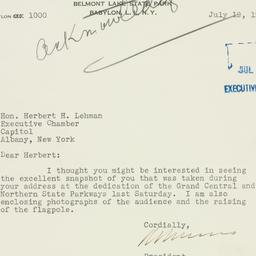 BELMONT LAKE STATE PARK
BABYLON, L. I., N. Y.
1000
July 18, 1
Hon. Herbert H. Lehman
Executive Chamber
Capitol
Albany, New York
JUL
EXECUTIVE
Dear Herbert:
I thought you might be interested in seeing
the excellent snapshot of you that was taken during
your address at the dedication of the Grand Central and
Northern State Parkways last Saturday. I am also
enclosing photographs of the audience and the raising
of the flagpole.
Cordially,
President